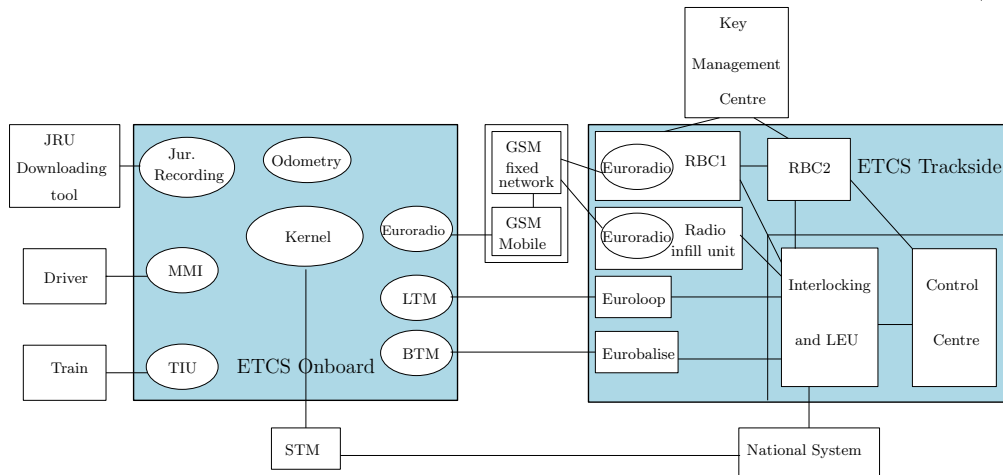 Key
Management
Centre
JRU
Downloading
tool
Jur.
Recording
Odometry
GSM
fixed
network
Euroradio
RBC1
RBC2
ETCS Trackside
Kernel
Euroradio
GSM
Mobile
Euroradio
Radio
infill unit
Driver
MMI
LTM
Euroloop
Interlocking
and LEU
Control
Centre
Train
TIU
ETCS Onboard
BTM
Eurobalise
STM
National System